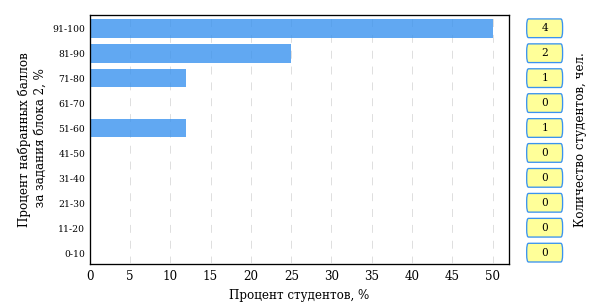 Процент набранных баллов
за задания блока 2, %
91-100 4
81-90 2
71-80 1
61-70 0
51-60 1
41-50 0
31-40 0
21-30 0
11-20 0
0-10 0
0 5 10 15 20 25 30 35 40 45 50
Процент студентов, %
Количество студентов, чел.